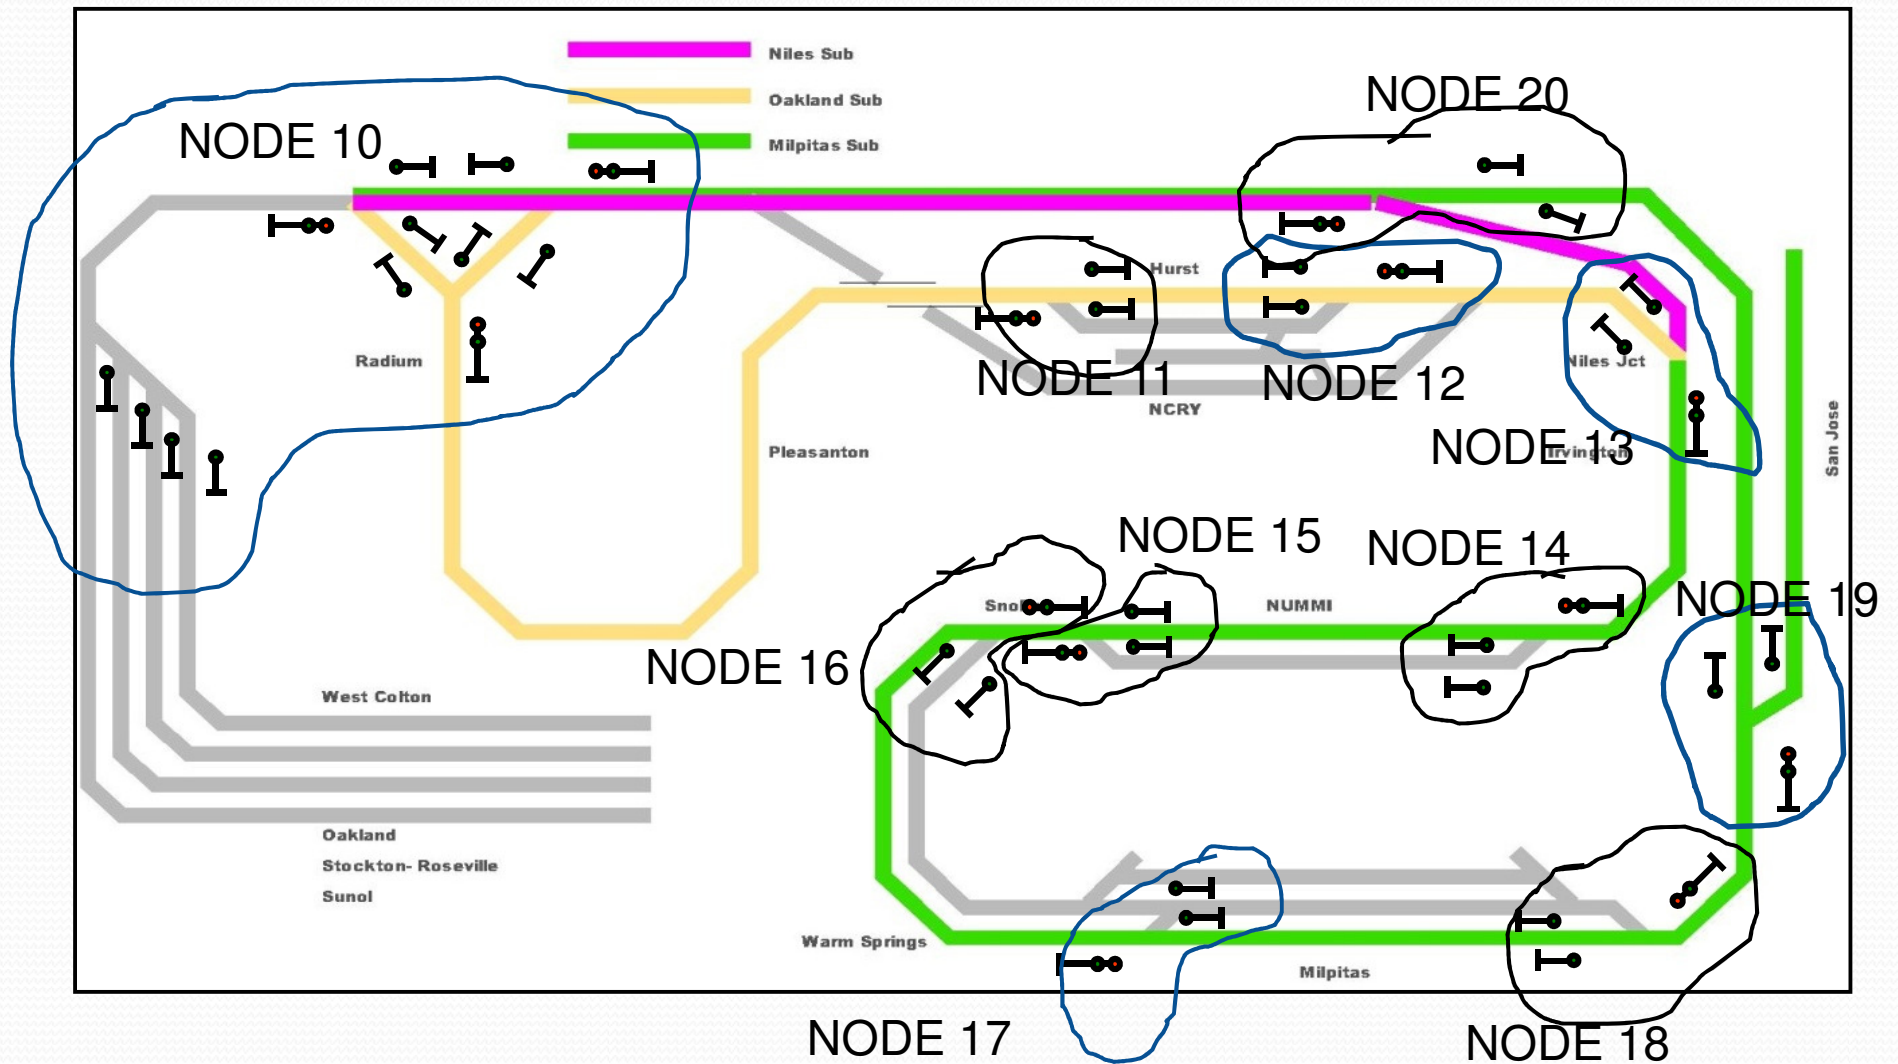 Niles Sub
Oakland Sub
Milpitas Sub
NODE 20
NODE 10
Hurst
Radium
NODE 11
NODE 12
Niles Jct
NCRY
Pleasanton
NODE 13
Irvington
San Jose
NODE 15
NODE 14
NODE 19
NUMMI
NODE 16
West Colton
Oakland
Stockton- Roseville
Sunol
Warm Springs
Milpitas
NODE 17
NODE 18